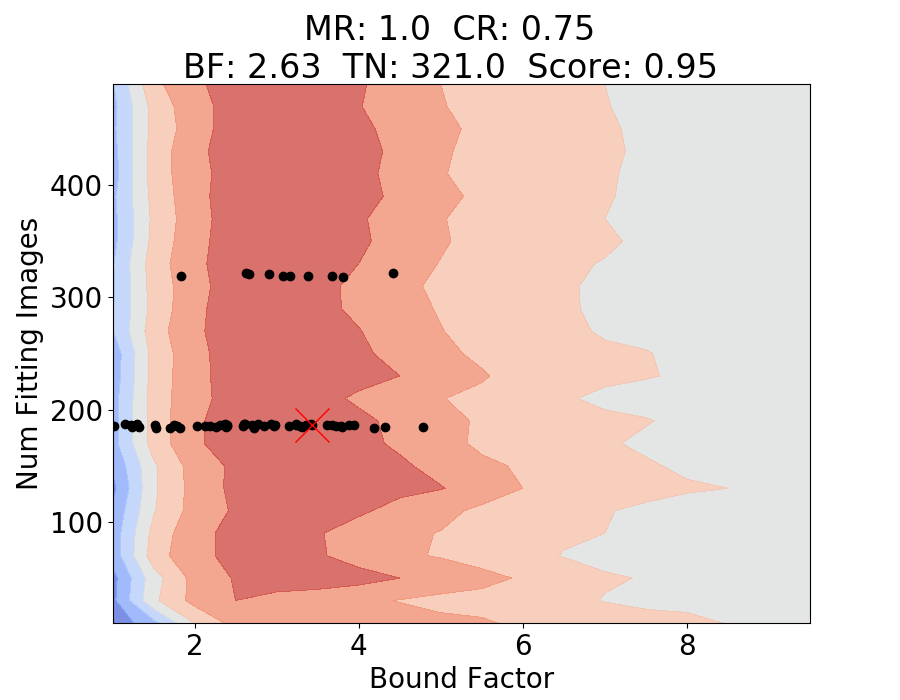 MR: 1.0 CR: 0.75
BF: 2.63 TN: 321.0 Score: 0.95
400
300
200
100
Num Fitting Images
2 4 6 8
Bound Factor